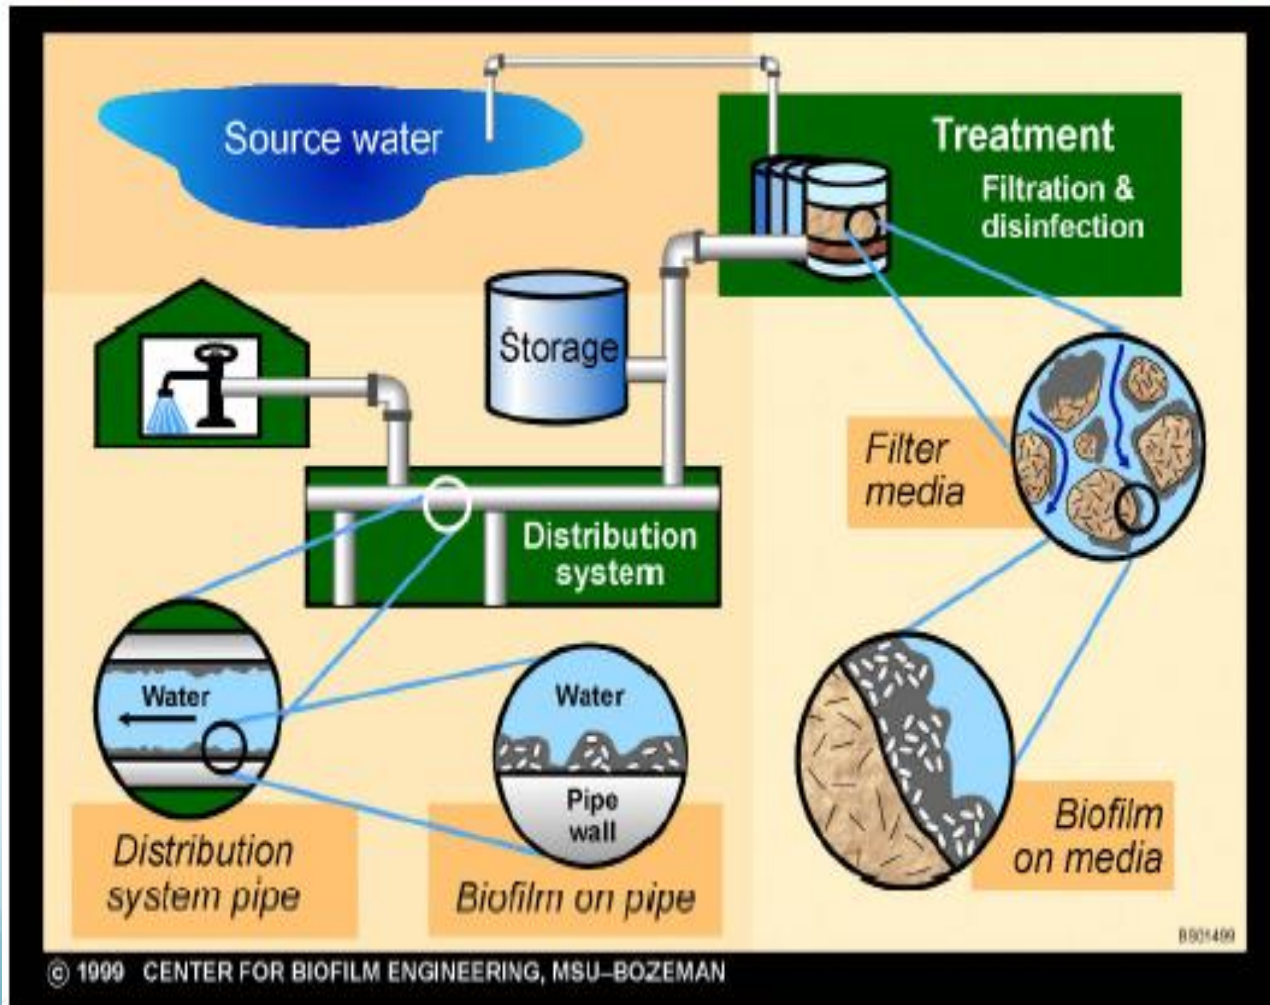 Source water
Treatment
Filtration &
disinfection
Storage
Filter
media
Distribution
system
Water
Water
Pipe
wall
Distribution
system pipe
Biofilm on pipe
Biofilm
on media
© 1999 CENTER FOR BIOFILM ENGINEERING, MSU–BOZEMAN